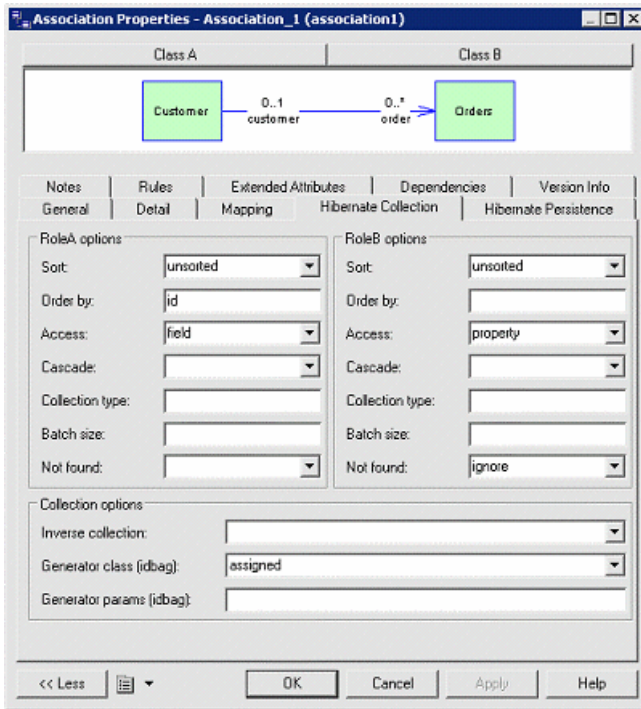 Association Properties - Association_1 (association1)
Class A Class B
Customer 0..1 customer 0..* order Orders
Notes Rules Extended Attributes Dependencies Version Info
General Detail Mapping Hibernate Collection Hibernate Persistence
RoleA options
Sort: unsorted
Order by: id
Access: field
Cascade:
Collection type:
Batch size:
Not found:
RoleB options
Sort: unsorted
Order by:
Access: property
Cascade:
Collection type:
Batch size:
Not found: ignore
Collection options
Inverse collection:
Generator class (idbag): assigned
Generator params (idbag):
<< Less OK Cancel Apply Help